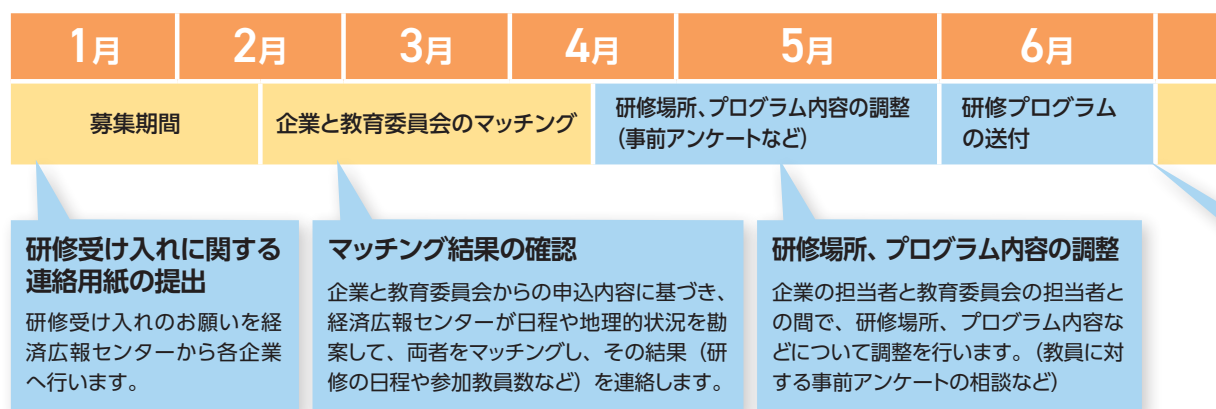 1月 2月 3月 4月 5月 6月
募集期間
企業と教育委員会のマッチング
研修場所、プログラム内容の調整
（事前アンケートなど）
研修プログラム
の送付
研修受け入れに関する
連絡用紙の提出
研修受け入れのお願いを経
済広報センターから各企業
へ行います。
マッチング結果の確認
企業と教育委員会からの申込内容に基づき、
経済広報センターが日程や地理的状況を勘
案して、両者をマッチングし、その結果（研
修の日程や参加教員数など）を連絡します。
研修場所、プログラム内容の調整
企業の担当者と教育委員会の担当者と
の間で、研修場所、プログラム内容な
どについて調整を行います。（教員に対
する事前アンケートの相談など）